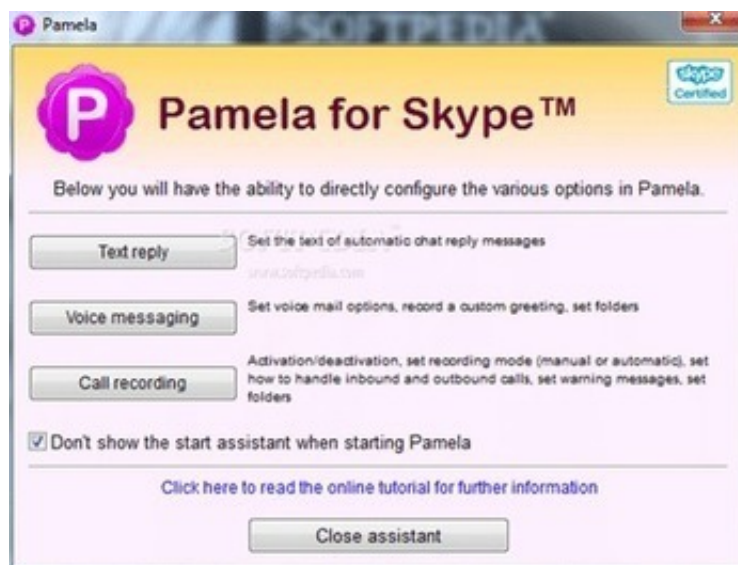 Pamela
SOFTPEDIA
P
Pamela for Skype™
skype
Certified
Below you will have the ability to directly configure the various options in Pamela.
Text reply
Set the text of automatic chat reply messages
SOFTPEDIA
www.softpedia.com
Voice messaging
Set voice mail options, record a custom greeting, set folders
Call recording
Activation/deactivation, set recording mode (manual or automatic), set
how to handle inbound and outbound calls, set warning messages, set
folders
Don't show the start assistant when starting Pamela
Click here to read the online tutorial for further information
Close assistant